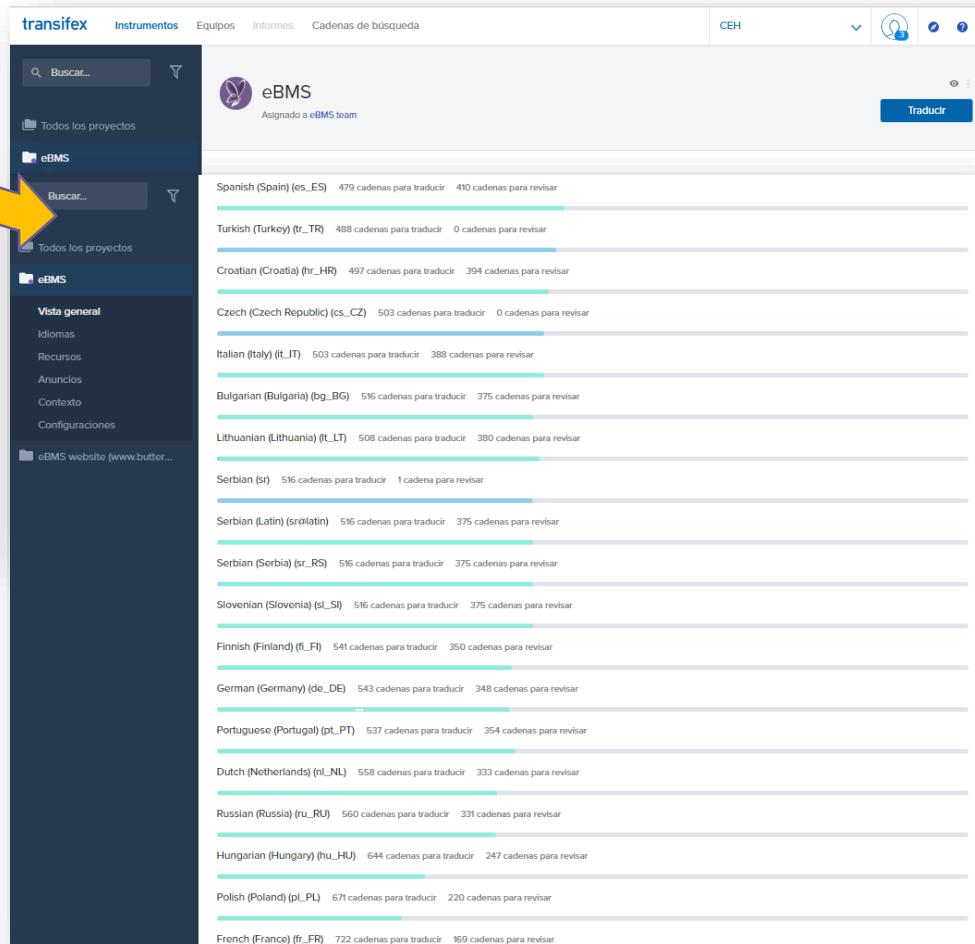 transifex Instrumentos Equipos Informes Cadenas de búsqueda CEH 3
Buscar...
eBMS
Asignado a eBMS team
Traducir
Todos los proyectos
eBMS
Buscar...
Todos los proyectos
eBMS
Vista general
Idiomas
Recursos
Anuncios
Contexto
Configuraciones
eBMS website (www.butter...
Spanish (Spain) (es_ES) 479 cadenas para traducir 410 cadenas para revisar
Turkish (Turkey) (tr_TR) 488 cadenas para traducir 0 cadenas para revisar
Croatian (Croatia) (hr_HR) 497 cadenas para traducir 394 cadenas para revisar
Czech (Czech Republic) (cs_CZ) 503 cadenas para traducir 0 cadenas para revisar
Italian (Italy) (it_IT) 503 cadenas para traducir 388 cadenas para revisar
Bulgarian (Bulgaria) (bg_BG) 516 cadenas para traducir 375 cadenas para revisar
Lithuanian (Lithuania) (lt_LT) 508 cadenas para traducir 380 cadenas para revisar
Serbian (sr) 516 cadenas para traducir 1 cadena para revisar
Serbian (Latin) (sr@latin) 516 cadenas para traducir 375 cadenas para revisar
Serbian (Serbia) (sr_RS) 516 cadenas para traducir 375 cadenas para revisar
Slovenian (Slovenia) (sl_SI) 516 cadenas para traducir 375 cadenas para revisar
Finnish (Finland) (fi_FI) 541 cadenas para traducir 350 cadenas para revisar
German (Germany) (de_DE) 543 cadenas para traducir 348 cadenas para revisar
Portuguese (Portugal) (pt_PT) 537 cadenas para traducir 354 cadenas para revisar
Dutch (Netherlands) (nl_NL) 558 cadenas para traducir 333 cadenas para revisar
Russian (Russia) (ru_RU) 560 cadenas para traducir 331 cadenas para revisar
Hungarian (Hungary) (hu_HU) 644 cadenas para traducir 247 cadenas para revisar
Polish (Poland) (pl_PL) 671 cadenas para traducir 220 cadenas para revisar
French (France) (fr_FR) 722 cadenas para traducir 169 cadenas para revisar